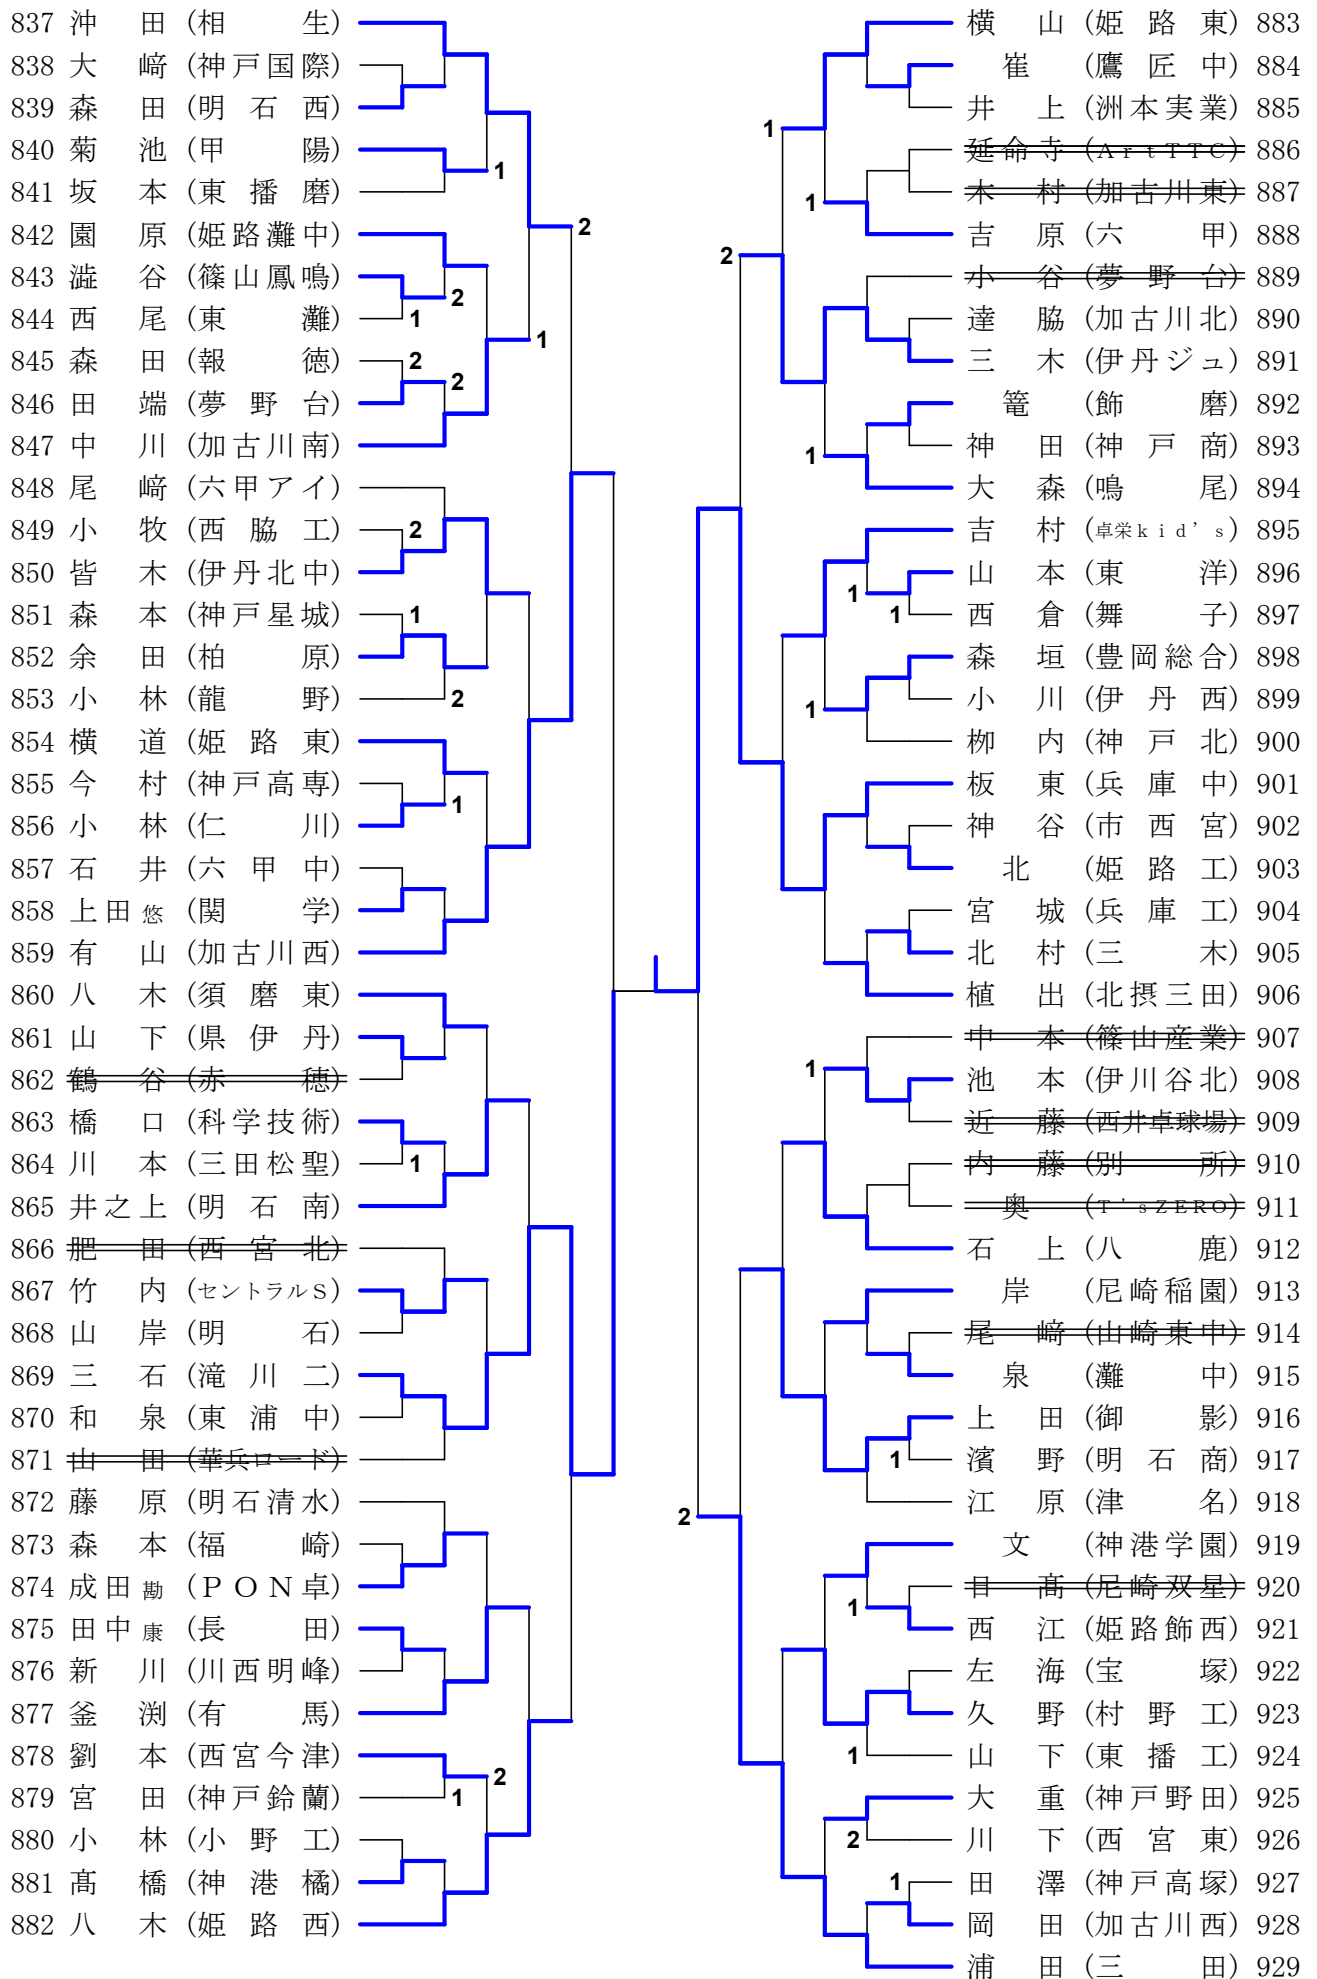 837 沖田 (相生)
838 大﨑 (神戸国際)
839 森田 (明石西)
840 菊池 (甲陽)
1
841 坂本 (東播磨)
842 園原 (姫路灘中)
2
843 澁谷 (篠山鳳鳴)
2
844 西尾 (東灘)
1
1
845 森田 (報徳)
2
2
846 田端 (夢野台)
847 中川 (加古川南)
848 尾﨑 (六甲アイ)
849 小牧 (西脇工)
2
850 皆木 (伊丹北中)
851 森本 (神戸星城)
1
852 余田 (柏原)
853 小林 (龍野)
2
854 横道 (姫路東)
855 今村 (神戸高専)
1
856 小林 (仁川)
857 石井 (六甲中)
858 上田悠 (関学)
859 有山 (加古川西)
860 八木 (須磨東)
861 山下 (県伊丹)
862 鶴谷 (赤穂)
863 橋口 (科学技術)
864 川本 (三田松聖)
1
865 井之上 (明石南)
866 肥田 (西宮北)
867 竹内 (セントラルS)
868 山岸 (明石)
869 三石 (滝川二)
870 和泉 (東浦中)
871 山田 (華兵ロード)
872 藤原 (明石清水)
873 森本 (福崎)
874 成田勘 (PON卓)
875 田中康 (長田)
876 新川 (川西明峰)
877 釜渕 (有馬)
878 劉本 (西宮今津)
2
879 宮田 (神戸鈴蘭)
1
880 小林 (小野工)
881 髙橋 (神港橘)
882 八木 (姫路西)
横山 (姫路東) 883
崔 (鷹匠中) 884
井上 (洲本実業) 885
1
延命寺 (ArtTTC) 886
木村 (加古川東) 887
1
吉原 (六甲) 888
2
小谷 (夢野台) 889
達脇 (加古川北) 890
三木 (伊丹ジュ) 891
篭 (飾磨) 892
神田 (神戸商) 893
1
大森 (鳴尾) 894
吉村 (卓栄kid's) 895
山本 (東洋) 896
1
西倉 (舞子) 897
1
森垣 (豊岡総合) 898
小川 (伊丹西) 899
1
栁内 (神戸北) 900
板東 (兵庫中) 901
神谷 (市西宮) 902
北 (姫路工) 903
宮城 (兵庫工) 904
北村 (三木) 905
植出 (北摂三田) 906
中本 (篠山産業) 907
1
池本 (伊川谷北) 908
近藤 (西井卓球場) 909
内藤 (別所) 910
奥 (T'sZERO) 911
石上 (八鹿) 912
岸 (尼崎稲園) 913
尾﨑 (山崎東中) 914
泉 (灘中) 915
上田 (御影) 916
1
濱野 (明石商) 917
江原 (津名) 918
2
文 (神港学園) 919
日髙 (尼崎双星) 920
1
西江 (姫路飾西) 921
左海 (宝塚) 922
久野 (村野工) 923
1
山下 (東播工) 924
大重 (神戸野田) 925
2
川下 (西宮東) 926
1
田澤 (神戸高塚) 927
岡田 (加古川西) 928
浦田 (三田) 929